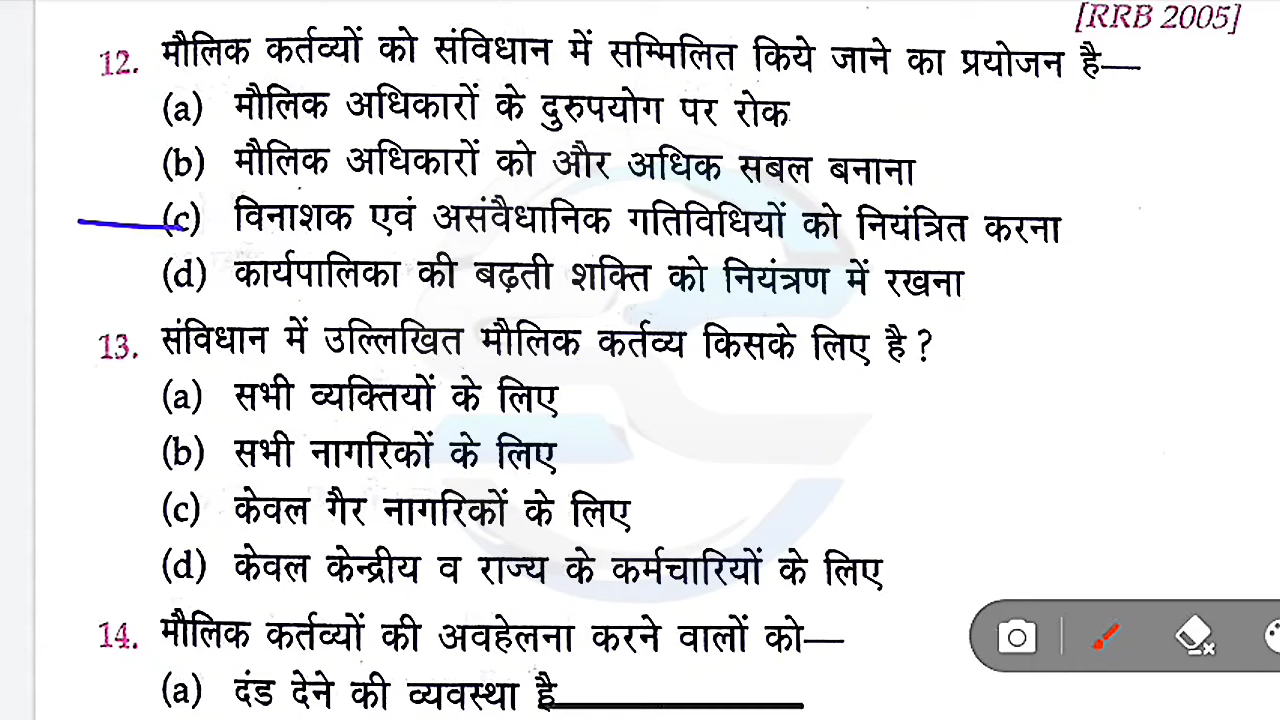 [RRB 2005]
12. मौलिक कर्तव्यों को संविधान में सम्मिलित किये जाने का प्रयोजन है—
(a) मौलिक अधिकारों के दुरुपयोग पर रोक
(b) मौलिक अधिकारों को और अधिक सबल बनाना
(c) विनाशक एवं असंवैधानिक गतिविधियों को नियंत्रित करना
(d) कार्यपालिका की बढ़ती शक्ति को नियंत्रण में रखना
13. संविधान में उल्लिखित मौलिक कर्तव्य किसके लिए है ?
(a) सभी व्यक्तियों के लिए
(b) सभी नागरिकों के लिए
(c) केवल गैर नागरिकों के लिए
(d) केवल केन्द्रीय व राज्य के कर्मचारियों के लिए
14. मौलिक कर्तव्यों की अवहेलना करने वालों को—
(a) दंड देने की व्यवस्था है